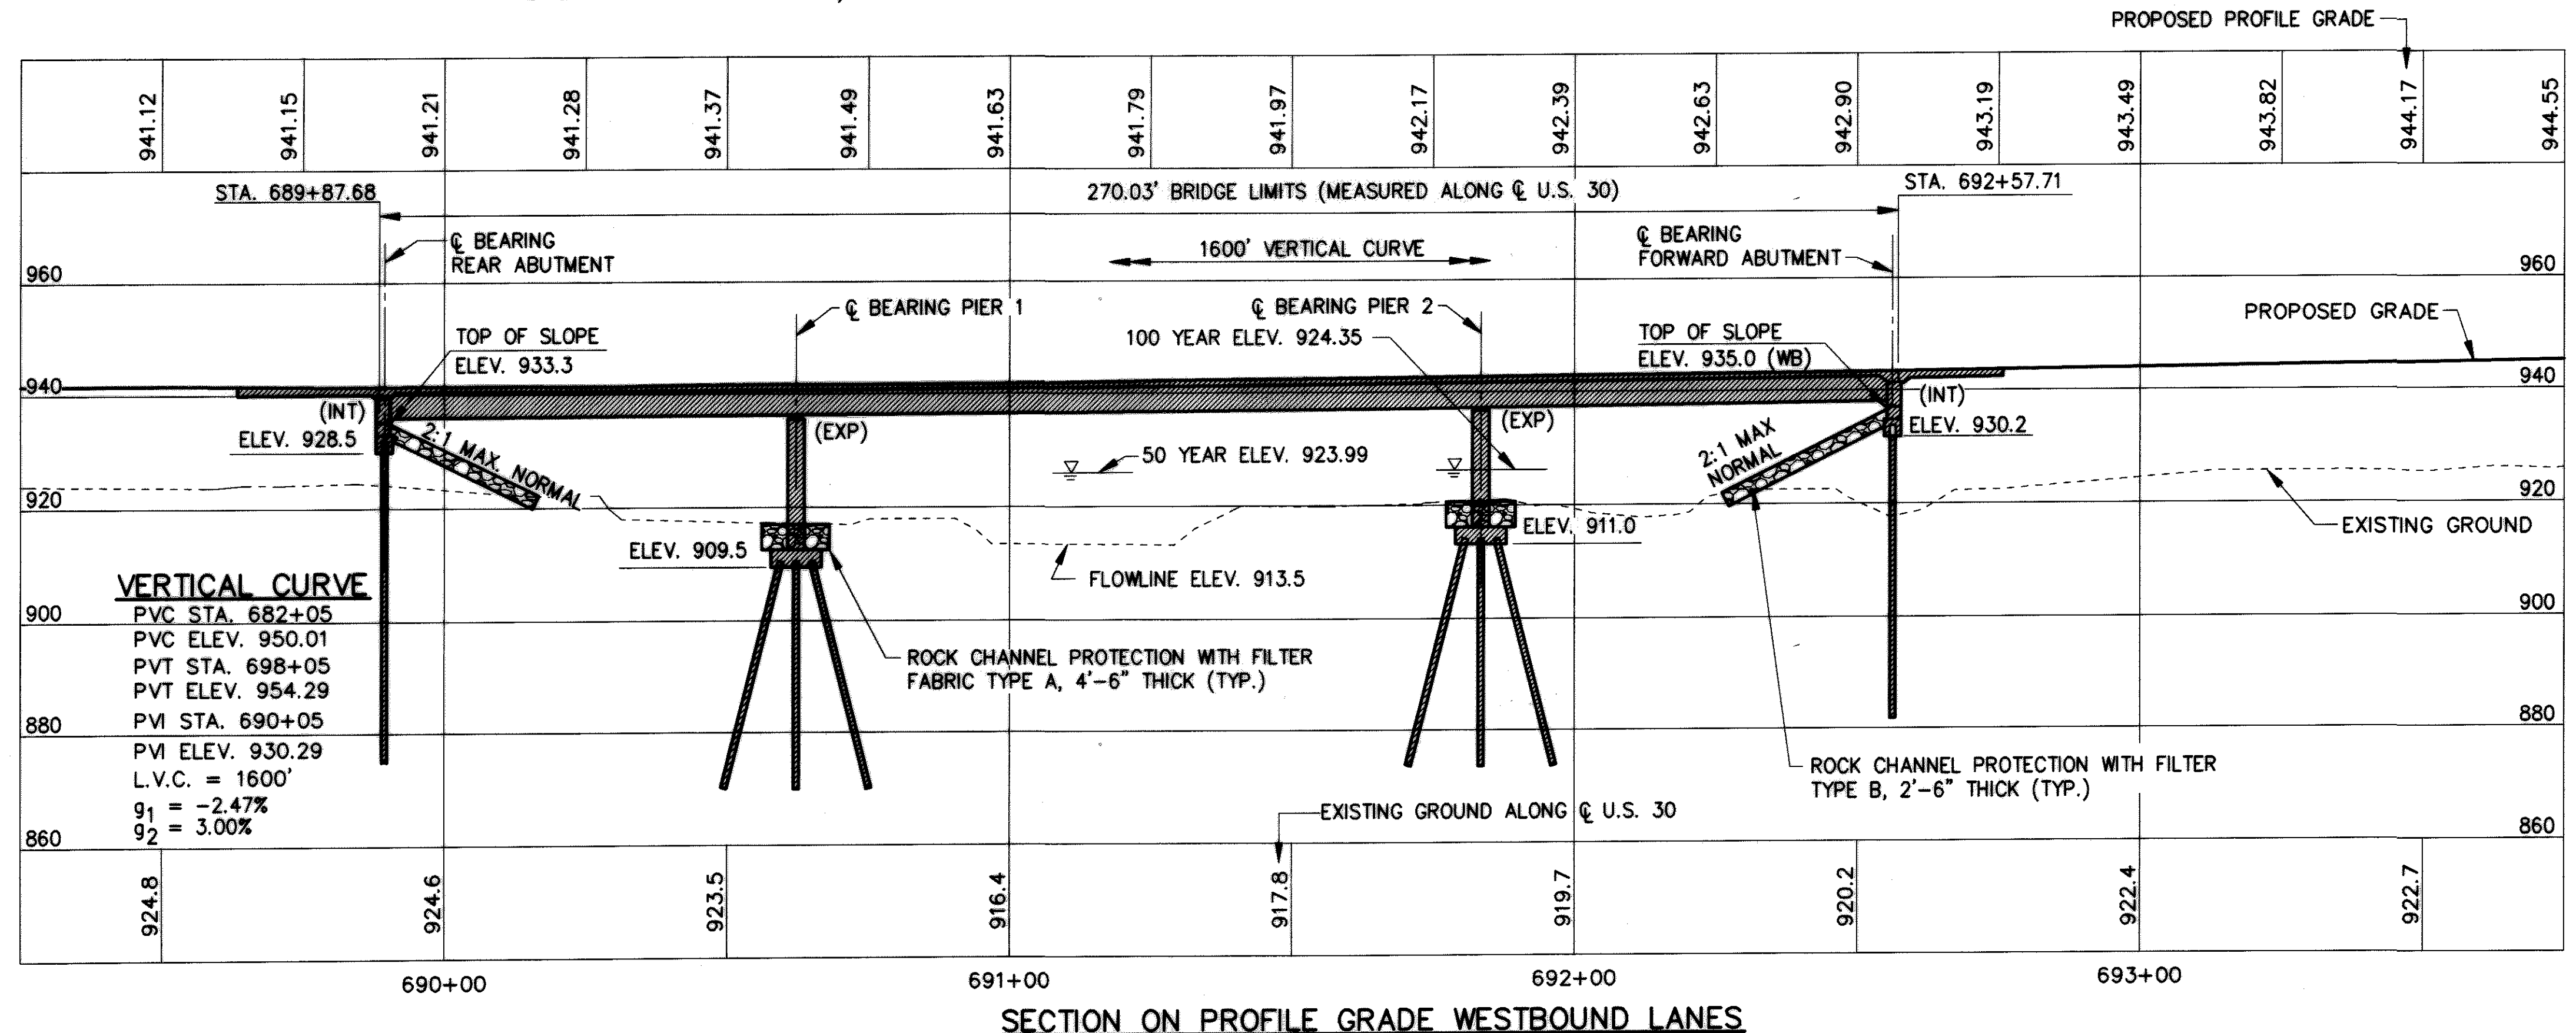 PROPOSED PROFILE GRADE
941.12
941.15
941.21
941.28
941.37
941.49
941.63
941.79
941.97
942.17
942.39
942.63
942.90
943.19
943.49
943.82
944.17
944.55
STA. 689+87.68
270.03' BRIDGE LIMITS (MEASURED ALONG ℄ U.S. 30)
STA. 692+57.71
℄ BEARING
REAR ABUTMENT
1600' VERTICAL CURVE
℄ BEARING
FORWARD ABUTMENT
960
960
℄ BEARING PIER 1
℄ BEARING PIER 2
PROPOSED GRADE
TOP OF SLOPE
ELEV. 933.3
100 YEAR ELEV. 924.35
TOP OF SLOPE
ELEV. 935.0 (WB)
940
940
(INT)
(EXP)
(EXP)
(INT)
ELEV. 928.5
2:1 MAX. NORMAL
50 YEAR ELEV. 923.99
2:1 MAX
NORMAL
ELEV. 930.2
920
920
ELEV. 909.5
ELEV. 911.0
EXISTING GROUND
FLOWLINE ELEV. 913.5
VERTICAL CURVE
PVC STA. 682+05
900
900
PVC ELEV. 950.01
PVT STA. 698+05
PVT ELEV. 954.29
PVI STA. 690+05
880
880
PVI ELEV. 930.29
L.V.C. = 1600'
g1 = -2.47%
g2 = 3.00%
ROCK CHANNEL PROTECTION WITH FILTER
FABRIC TYPE A, 4'-6" THICK (TYP.)
ROCK CHANNEL PROTECTION WITH FILTER
TYPE B, 2'-6" THICK (TYP.)
EXISTING GROUND ALONG ℄ U.S. 30
860
860
924.8
924.6
923.5
916.4
917.8
919.7
920.2
922.4
922.7
690+00
691+00
692+00
693+00
SECTION ON PROFILE GRADE WESTBOUND LANES